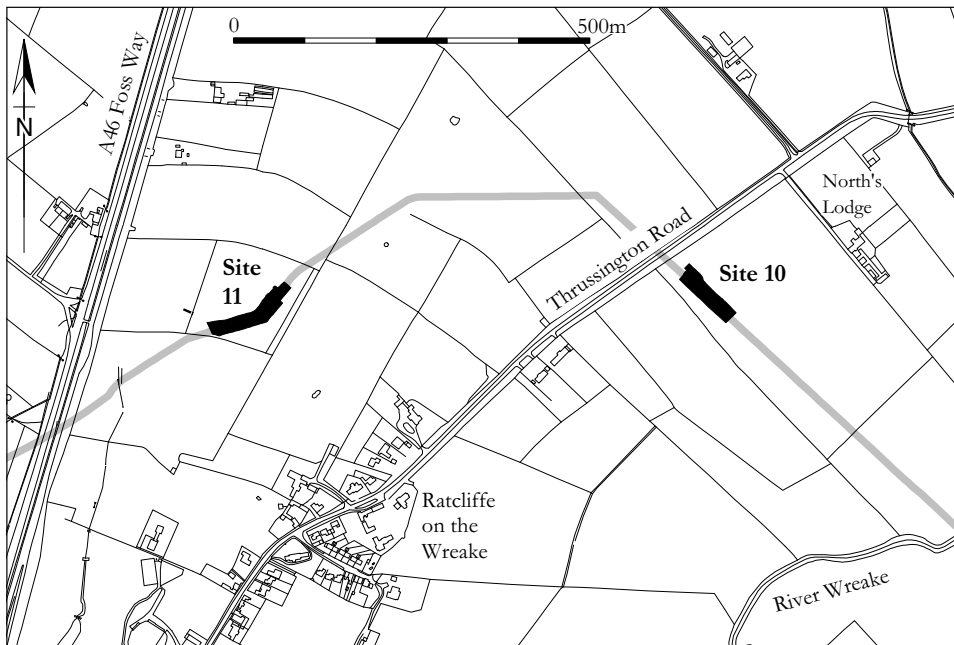 0
500m
A46 Foss Way
N
North's
Lodge
Thrussington Road
Site
11
Site 10
Ratcliffe
on the
Wreake
River Wreake